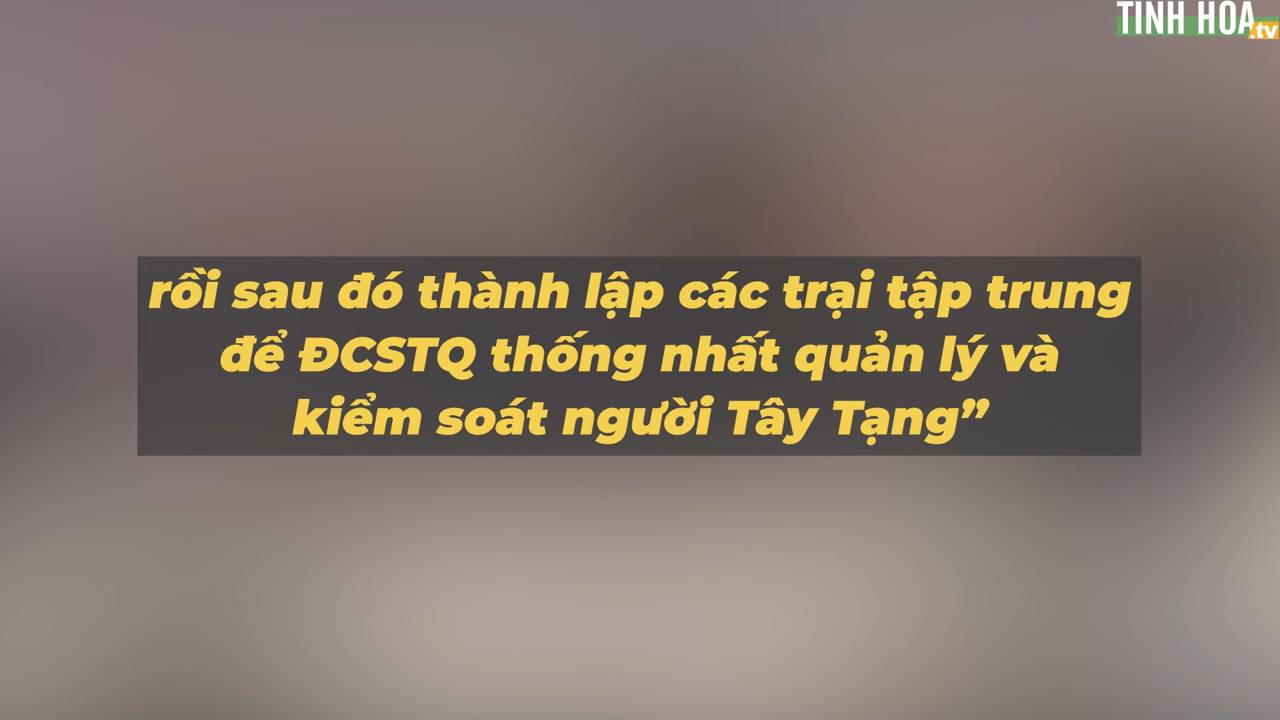 TINH HOA
.tv
rồi sau đó thành lập các trại tập trung
để ĐCSTQ thống nhất quản lý và
kiểm soát người Tây Tạng”